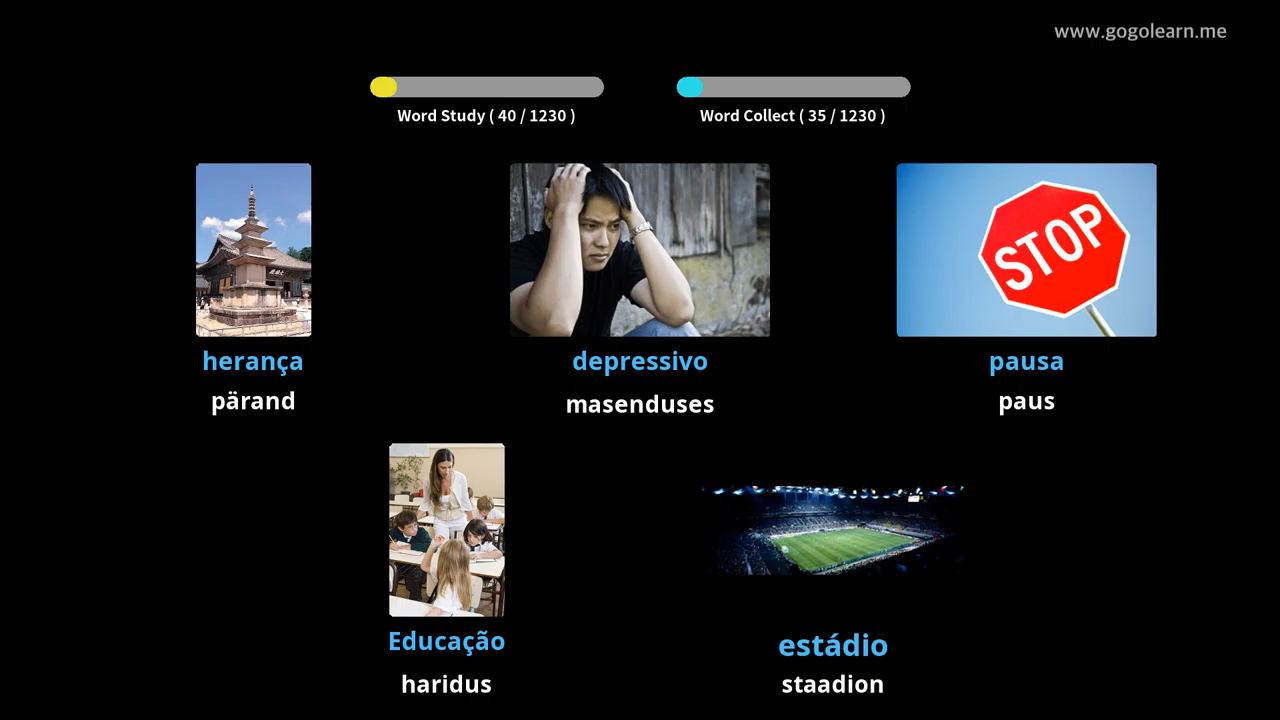 www.gogolearn.me
Word Study ( 40 / 1230 )
Word Collect ( 35 / 1230 )
STOP
herança
depressivo
pausa
pärand
masenduses
paus
Educação
estádio
haridus
staadion